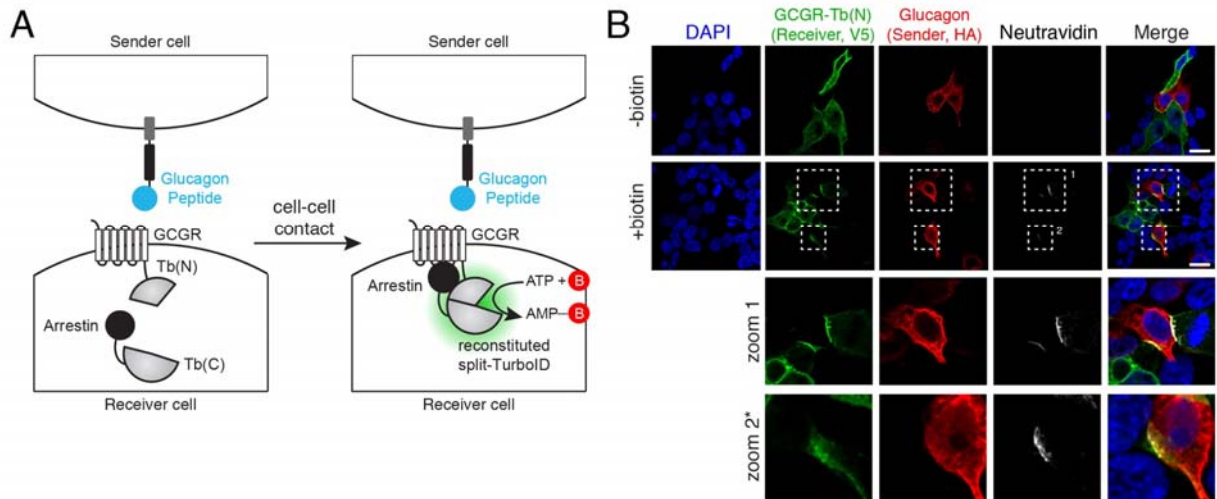 A
Sender cell
Glucagon
Peptide
GCGR
Tb(N)
Arrestin
Tb(C)
Receiver cell
cell-cell
contact
Sender cell
Glucagon
Peptide
GCGR
Arrestin
ATP + B
AMP–B
reconstituted
split-TurboID
Receiver cell
B
DAPI
GCGR-Tb(N)
(Receiver, V5)
Glucagon
(Sender, HA)
Neutravidin
Merge
-biotin
+biotin
1
2
zoom 1
zoom 2*